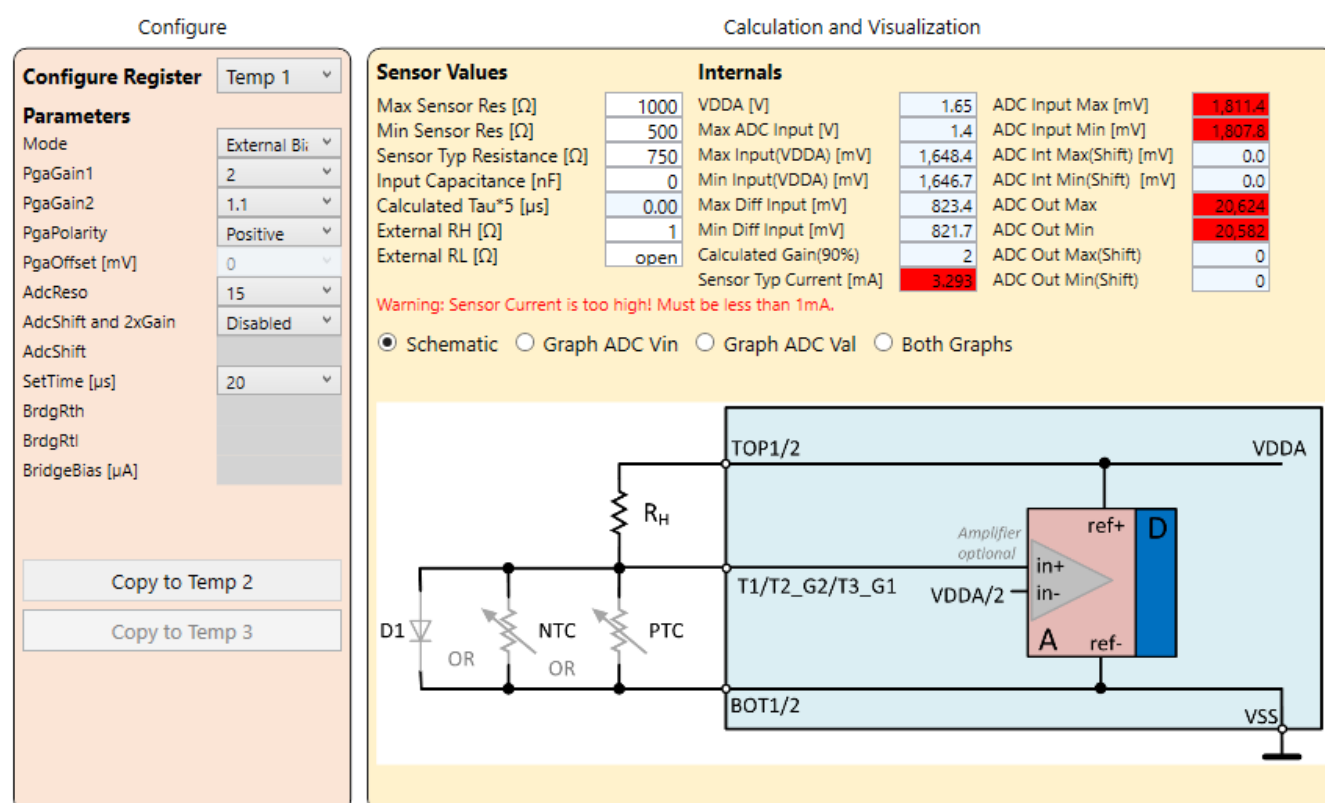 Configure
Calculation and Visualization
Configure Register Temp 1
Parameters
Mode External Bi
PgaGain1 2
PgaGain2 1.1
PgaPolarity Positive
PgaOffset [mV] 0
AdcReso 15
AdcShift and 2xGain Disabled
AdcShift
SetTime [µs] 20
BrdgRth
BrdgRtl
BridgeBias [µA]
Copy to Temp 2
Copy to Temp 3
Sensor Values
Max Sensor Res [Ω] 1000
Min Sensor Res [Ω] 500
Sensor Typ Resistance [Ω] 750
Input Capacitance [nF] 0
Calculated Tau*5 [µs] 0.00
External RH [Ω] 1
External RL [Ω] open
Internals
VDDA [V] 1.65
Max ADC Input [V] 1.4
Max Input(VDDA) [mV] 1,648.4
Min Input(VDDA) [mV] 1,646.7
Max Diff Input [mV] 823.4
Min Diff Input [mV] 821.7
Calculated Gain(90%) 2
Sensor Typ Current [mA] 3.293
ADC Input Max [mV] 1,811.4
ADC Input Min [mV] 1,807.8
ADC Int Max(Shift) [mV] 0.0
ADC Int Min(Shift) [mV] 0.0
ADC Out Max 20,624
ADC Out Min 20,582
ADC Out Max(Shift) 0
ADC Out Min(Shift) 0
Warning: Sensor Current is too high! Must be less than 1mA.
Schematic Graph ADC Vin Graph ADC Val Both Graphs
TOP1/2 VDDA
RH
Amplifier
optional
ref+ D
in+
T1/T2_G2/T3_G1
VDDA/2 in-
D1 NTC PTC
A ref-
OR OR
BOT1/2
VSS